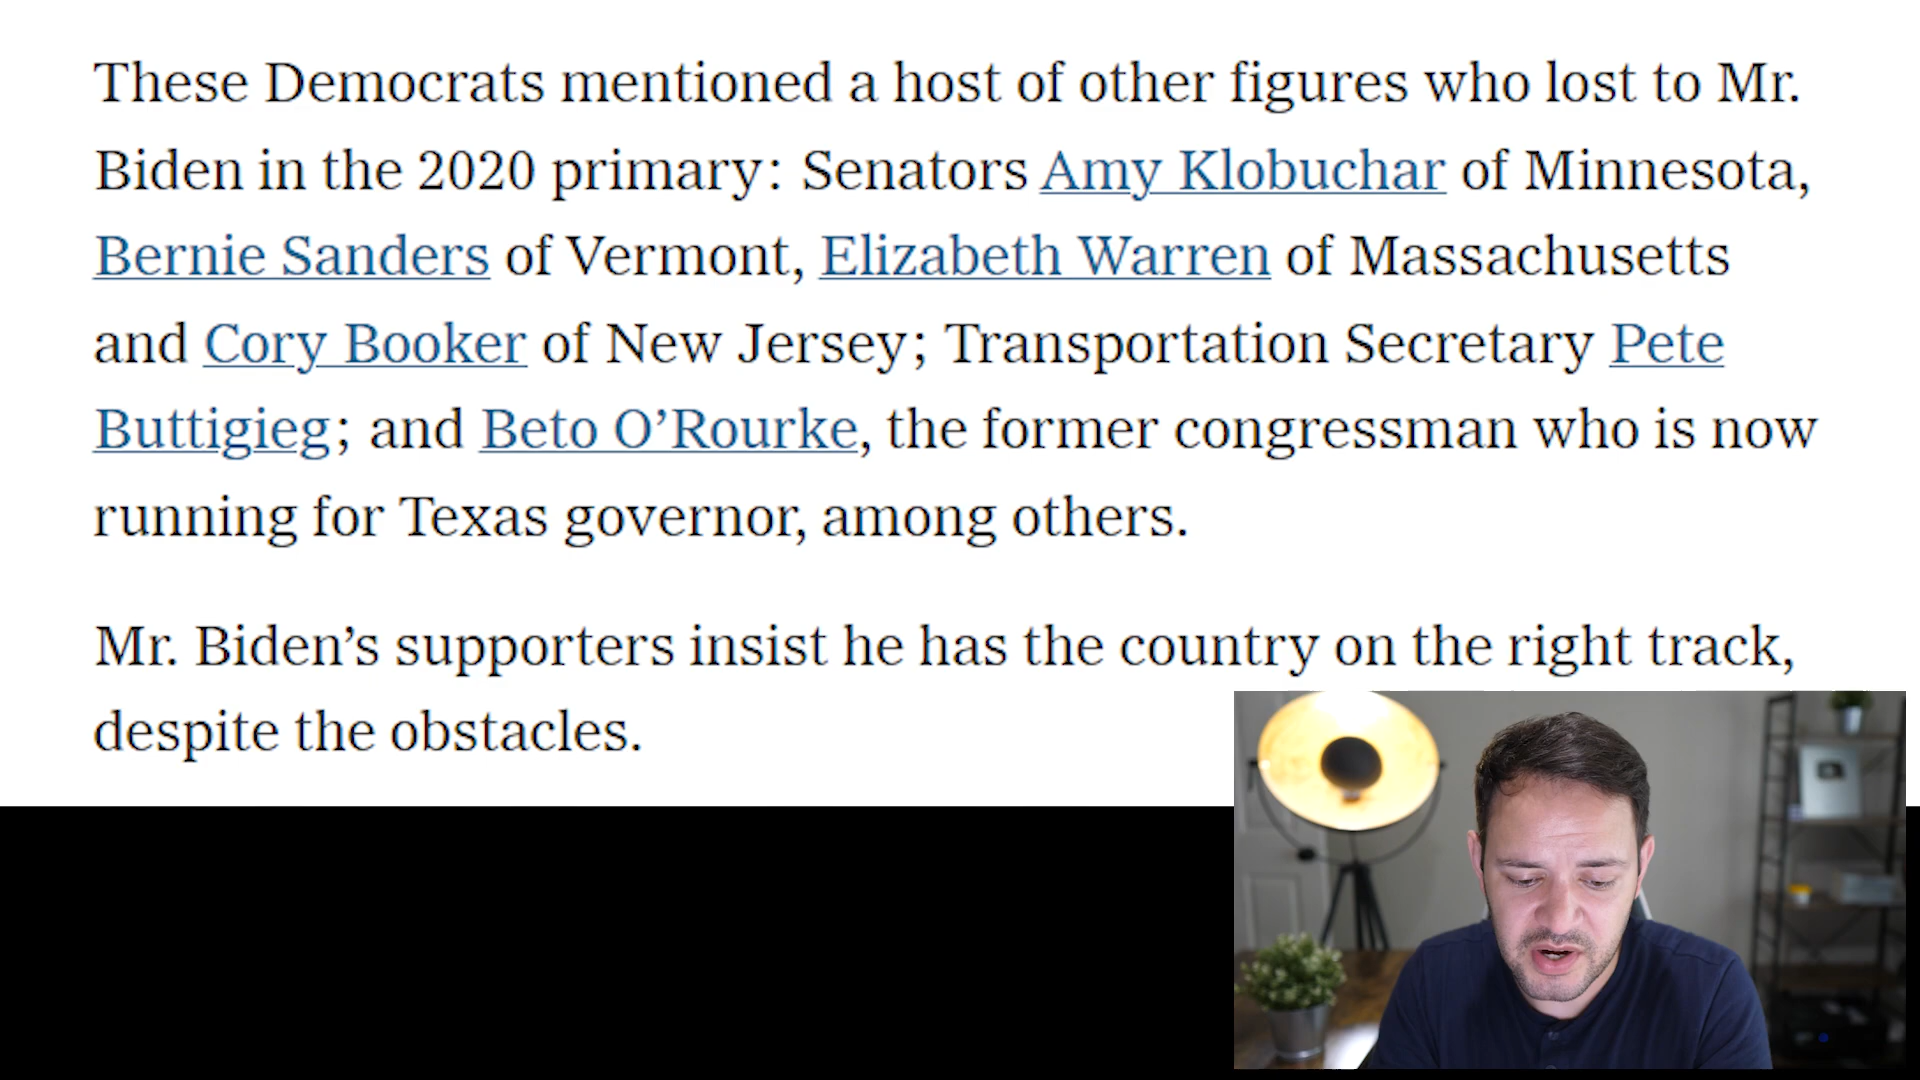 These Democrats mentioned a host of other figures who lost to Mr.
Biden in the 2020 primary: Senators Amy Klobuchar of Minnesota,
Bernie Sanders of Vermont, Elizabeth Warren of Massachusetts
and Cory Booker of New Jersey; Transportation Secretary Pete
Buttigieg; and Beto O’Rourke, the former congressman who is now
running for Texas governor, among others.
Mr. Biden’s supporters insist he has the country on the right track,
despite the obstacles.